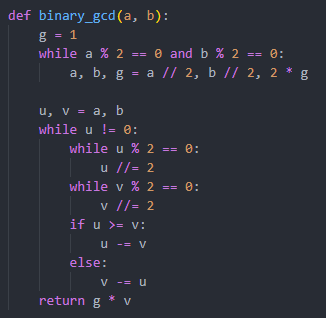 def binary_gcd(a, b):
    g = 1
    while a % 2 == 0 and b % 2 == 0:
        a, b, g = a // 2, b // 2, 2 * g

    u, v = a, b
    while u != 0:
        while u % 2 == 0:
            u //= 2
        while v % 2 == 0:
            v //= 2
        if u >= v:
            u -= v
        else:
            v -= u
    return g * v